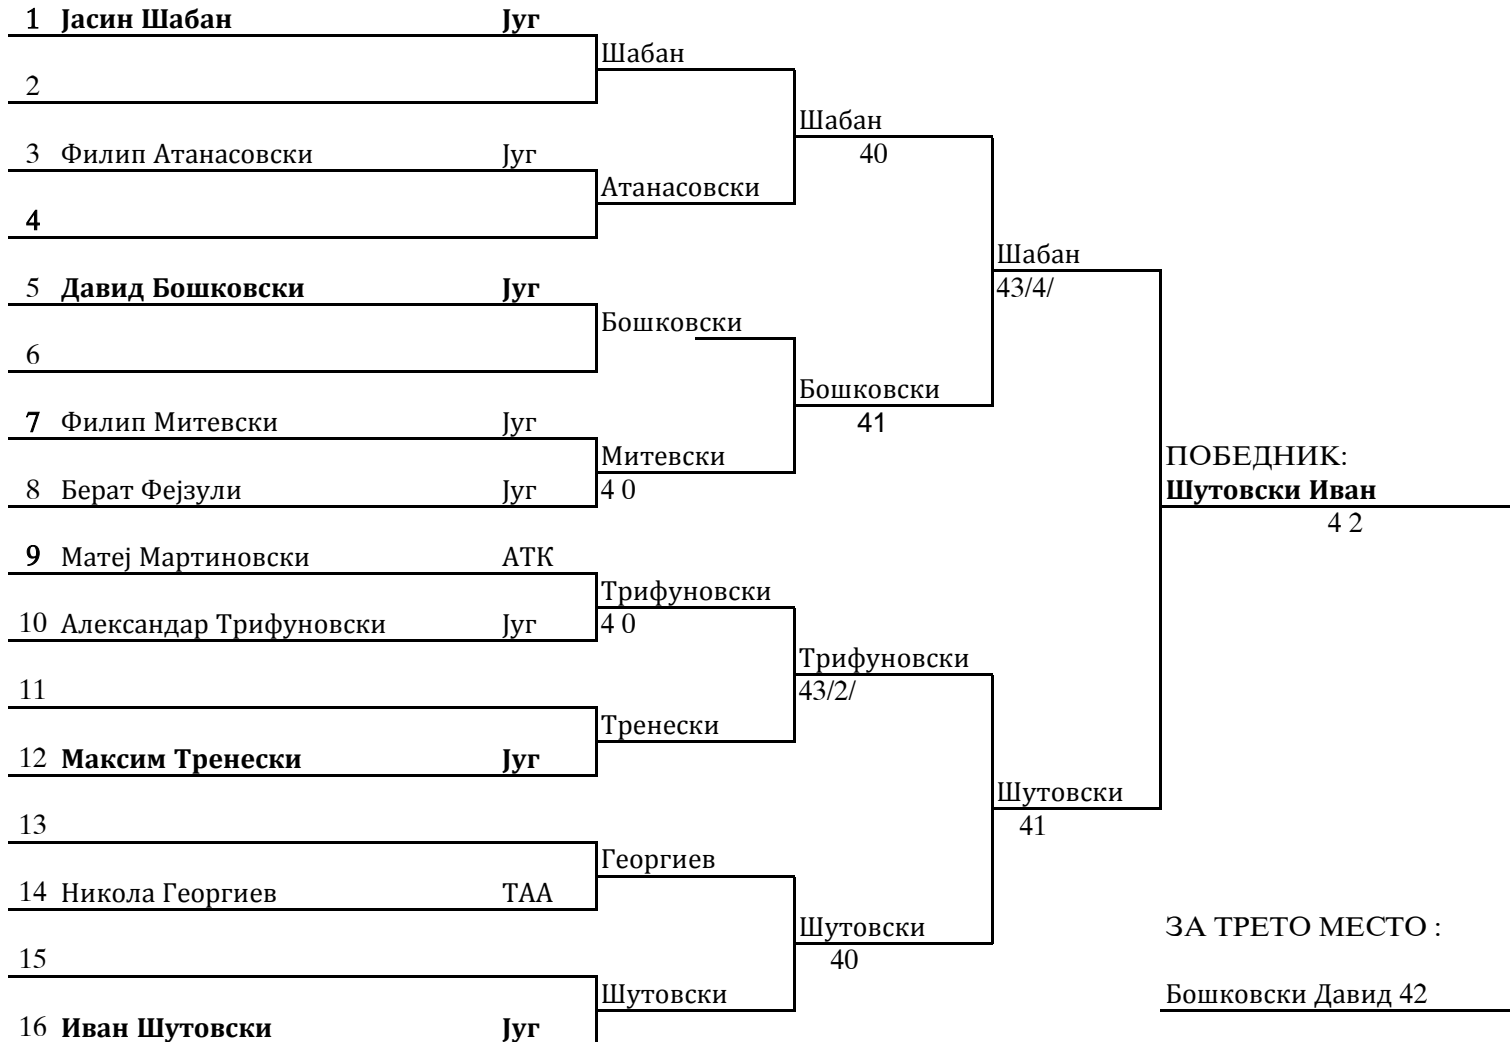 1 Јасин Шабан Југ
Шабан
2
Шабан
3 Филип Атанасовски Југ
40
Атанасовски
4
Шабан
5 Давид Бошковски Југ
43/4/
Бошковски
6
Бошковски
7 Филип Митевски Југ
41
Митевски
ПОБЕДНИК:
8 Берат Фејзули Југ
4 0
Шутовски Иван
4 2
9 Матеј Мартиновски АТК
Трифуновски
10 Александар Трифуновски Југ
4 0
Трифуновски
11
43/2/
Тренески
12 Максим Тренески Југ
Шутовски
13
41
Георгиев
14 Никола Георгиев ТАА
Шутовски
ЗА ТРЕТО МЕСТО :
15
40
Шутовски
Бошковски Давид 42
16 Иван Шутовски Југ